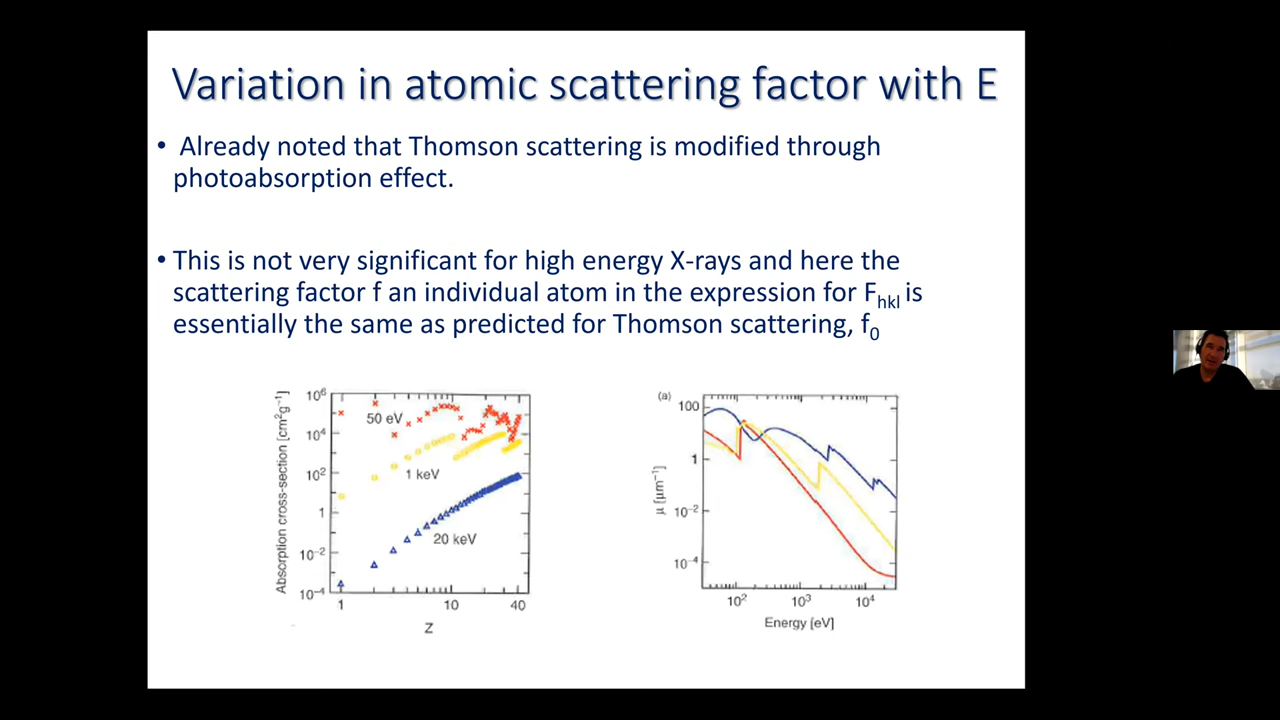 Variation in atomic scattering factor with E
• Already noted that Thomson scattering is modified through
photoabsorption effect.
• This is not very significant for high energy X-rays and here the
scattering factor f an individual atom in the expression for Fhkl is
essentially the same as predicted for Thomson scattering, f0
Absorption cross-section [cm²g⁻¹]
10⁶
10⁴
10²
1
10⁻²
10⁻⁴
50 eV
1 keV
20 keV
1 10 40
Z
(a)
μ [μm⁻¹]
100
1
10⁻²
10⁻⁴
10² 10³ 10⁴
Energy [eV]